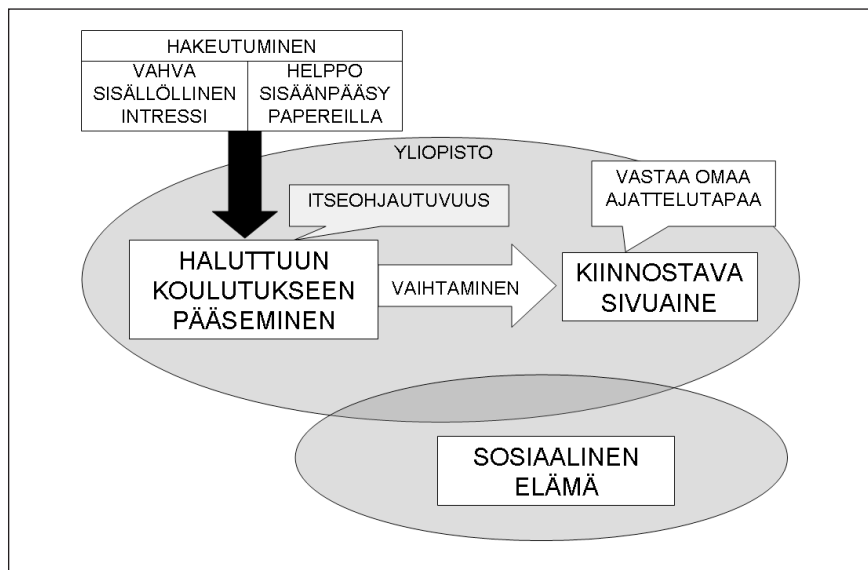 HAKEUTUMINEN
VAHVA
SISÄLLÖLLINEN
INTRESSI
HELPPO
SISÄÄNPÄÄSY
PAPEREILLA
YLIOPISTO
VASTAA OMAA
AJATTELUTAPAA
ITSEOHJAUTUVUUS
HALUTTUUN
KOULUTUKSEEN
PÄÄSEMINEN
VAIHTAMINEN
KIINNOSTAVA
SIVUAINE
SOSIAALINEN
ELÄMÄ